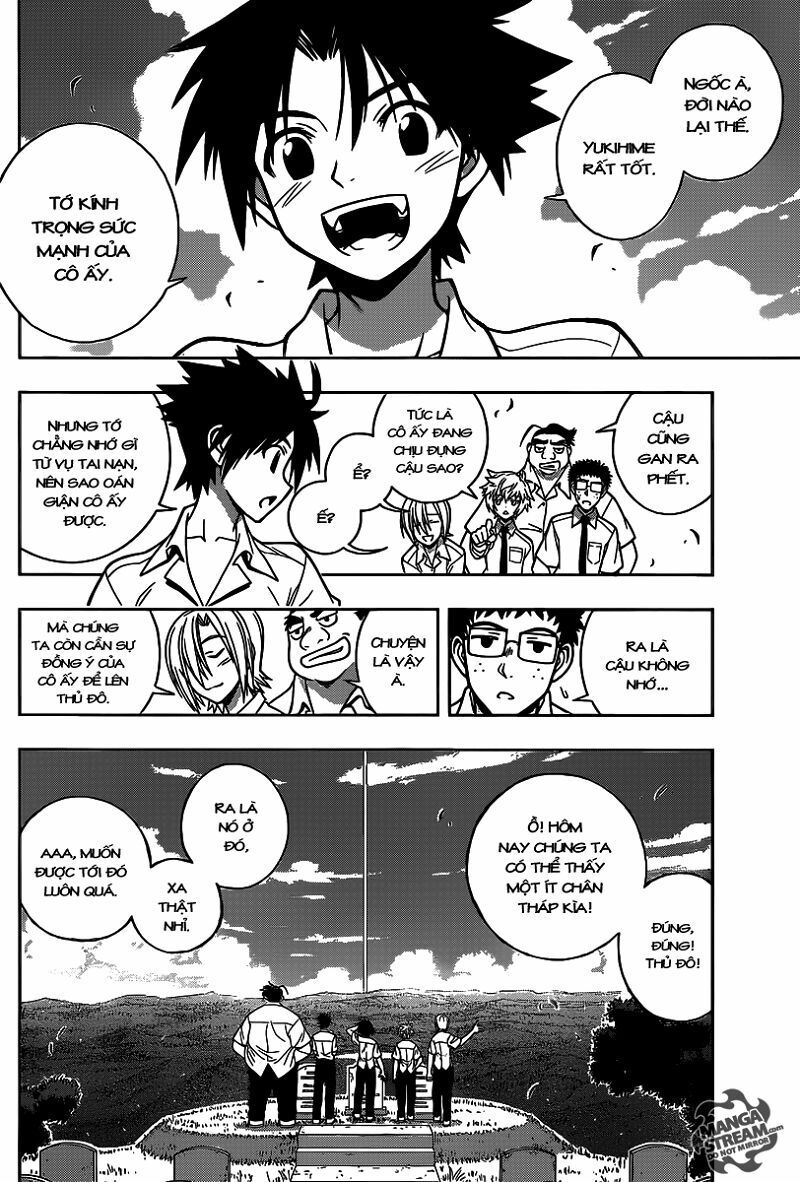 NGỐC À,
ĐỜI NÀO
LẠI THẾ.
YUKIHIME
RẤT TỐT.
TỚ KÍNH
TRỌNG SỨC
MẠNH CỦA
CÔ ẤY.
CẬU
CŨNG
GAN RA
PHẾT.
TỨC LÀ
CÔ ẤY ĐANG
CHỊU ĐỰNG
CẬU SAO?
Ể?
Ế?
NHƯNG TỚ
CHẲNG NHỚ GÌ
TỪ VỤ TAI NẠN,
NÊN SAO OÁN
GIẬN CÔ ẤY
ĐƯỢC.
RA LÀ
CẬU KHÔNG
NHỚ...
CHUYỆN
LÀ VẬY
À.
MÀ CHÚNG
TA CÒN CẦN SỰ
ĐỒNG Ý CỦA
CÔ ẤY ĐỂ LÊN
THỦ ĐÔ.
Ồ! HÔM
NAY CHÚNG TA
CÓ THỂ THẤY
MỘT ÍT CHÂN
THÁP KÌA!
ĐÚNG,
ĐÚNG!
THỦ ĐÔ!
RA LÀ
NÓ Ở
ĐÓ,
XA
THẬT
NHỈ.
AAA, MUỐN
ĐƯỢC TỚI ĐÓ
LUÔN QUÁ.
MANGA
STREAM.com
DO NOT MIRROR